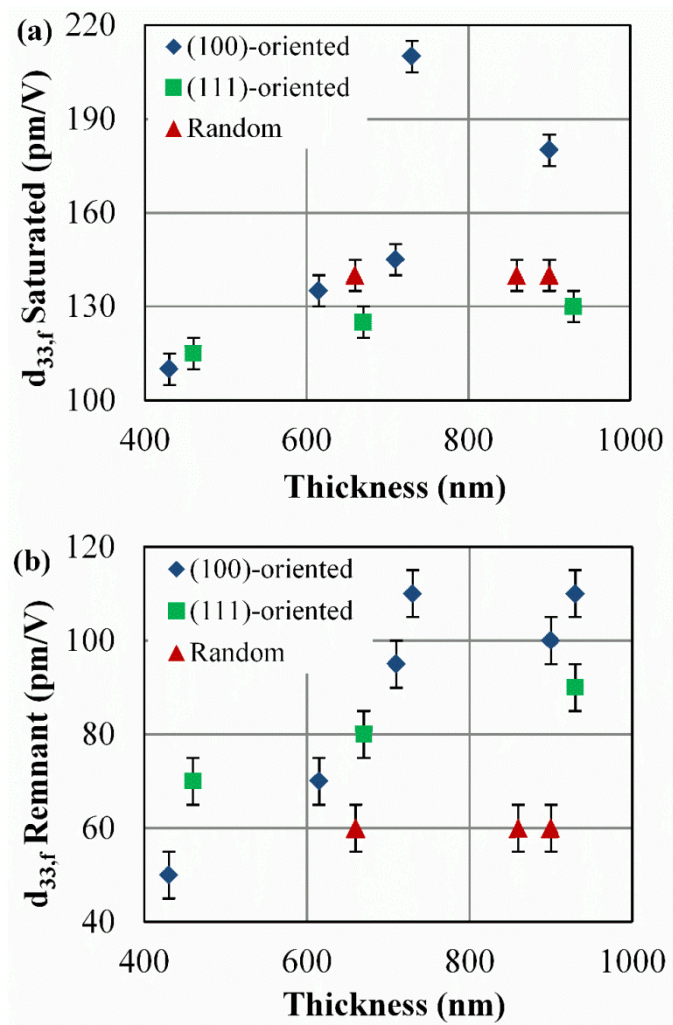 (a)
220
190
160
130
100
d33,f Saturated (pm/V)
(100)-oriented
(111)-oriented
Random
400 600 800 1000
Thickness (nm)
(b)
120
100
80
60
40
d33,f Remnant (pm/V)
(100)-oriented
(111)-oriented
Random
400 600 800 1000
Thickness (nm)